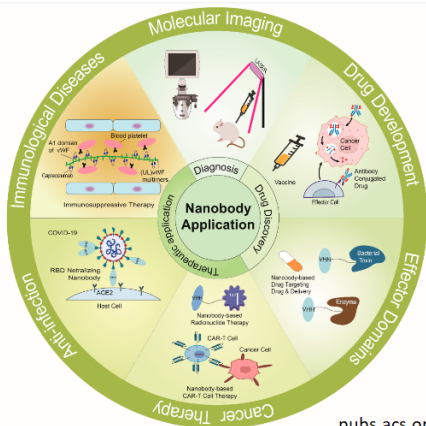 Molecular Imaging
Immunological Diseases
Drug Development
Blood platelet
A1 domain
of vWF
Caplacizumab
(UL)vWF
multimers
Immunosuppressive Therapy
Cancer
Cell
Vaccine
Antibody
Conjugated
Drug
Effector Cell
Diagnosis
Drug Discovery
Therapeutic application
Nanobody
Application
COVID-19
RBD Netralizing
Nanobody
ACE2
Host Cell
VHH
Bacterial
Toxin
Nanobody-based
Drug Targeting
Drug & Delivery
VHH
Enzyme
VHH
Nanobody-based
Radionuclide Therapy
CAR-T Cell
Cancer Cell
Nanobody-based
CAR-T Cell Therapy
Anti-infection
Cancer Therapy
Effector Domains